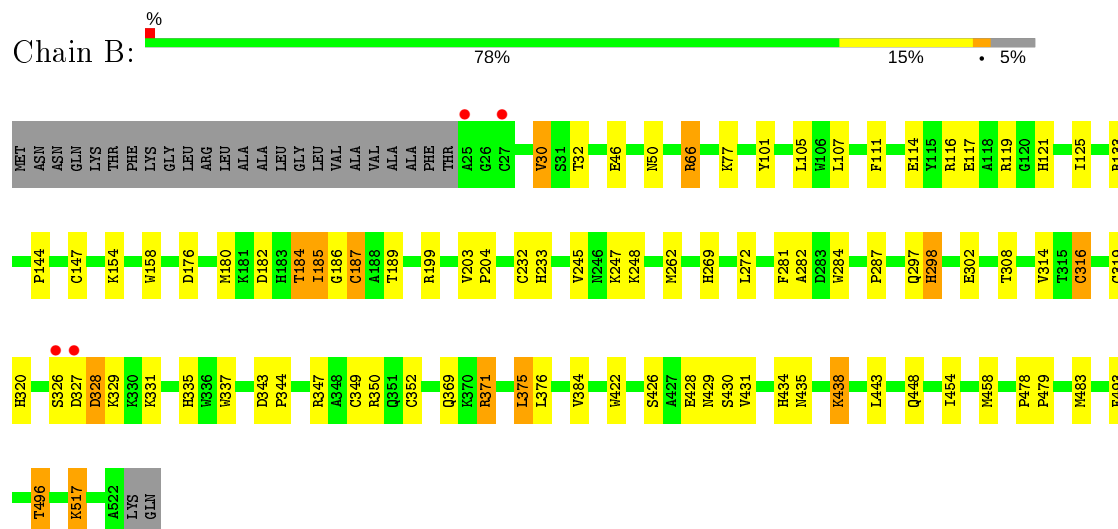 %
Chain B:
78% 15% • 5%
MET ASN ASN GLN LYS THR PHE LYS GLY LEU ARG LEU ALA ALA LEU GLY LEU VAL ALA VAL ALA ALA PHE THR A25 G26 C27 V30 S31 T32 E46 N50 R66 K77 Y101 L105 W106 L107 F111 E114 Y115 R116 E117 A118 R119 G120 H121 I125
P144 C147 K154 W158 D176 M180 K181 D182 H183 T184 I185 G186 C187 A188 T189 R199 V203 P204 C232 H233 V245 N246 K247 K248 M262 H269 L272 F281 A282 D283 W284 P287 Q297 H298 E302 T308 V314 T315 C316
H320 S326 D327 D328 K329 K330 K331 H335 W336 W337 D343 P344 R347 A348 C349 R350 Q351 C352 Q369 K370 R371 L375 L376 V384 W422 S426 A427 E428 N429 S430 V431 H434 N435 K438 L443 Q448 I454 M458 P478 P479 M483
T496 K517 A522 LYS GLN